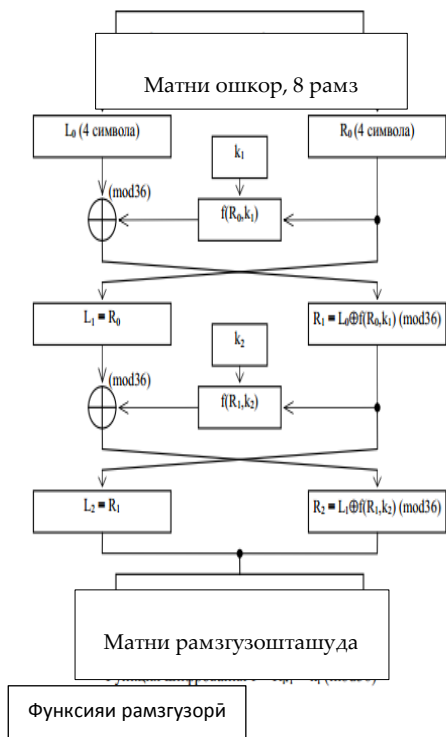 Матни ошкор, 8 рамз
L₀ (4 символа)
R₀ (4 символа)
k₁
(mod36)
f(R₀,k₁)
L₁ ≡ R₀
R₁ ≡ L₀⊕f(R₀,k₁) (mod36)
k₂
(mod36)
f(R₁,k₂)
L₂ ≡ R₁
R₂ ≡ L₁⊕f(R₁,k₂) (mod36)
Матни рамзгузошташуда
Функсияи рамзгузорӣ